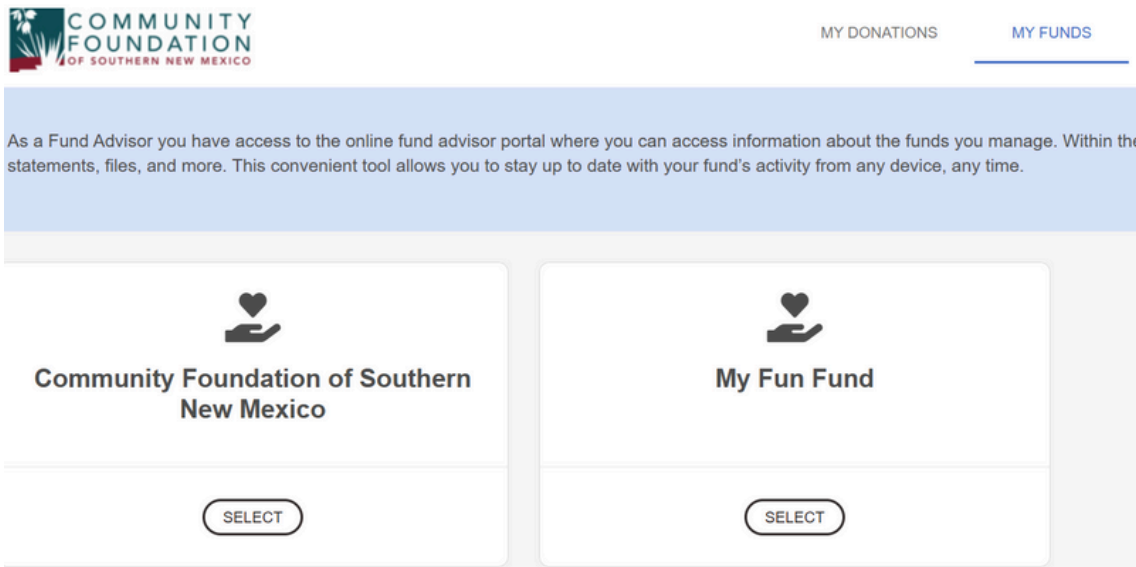 COMMUNITY
FOUNDATION
OF SOUTHERN NEW MEXICO
MY DONATIONS
MY FUNDS
As a Fund Advisor you have access to the online fund advisor portal where you can access information about the funds you manage. Within the
statements, files, and more. This convenient tool allows you to stay up to date with your fund's activity from any device, any time.
Community Foundation of Southern
New Mexico
SELECT
My Fun Fund
SELECT